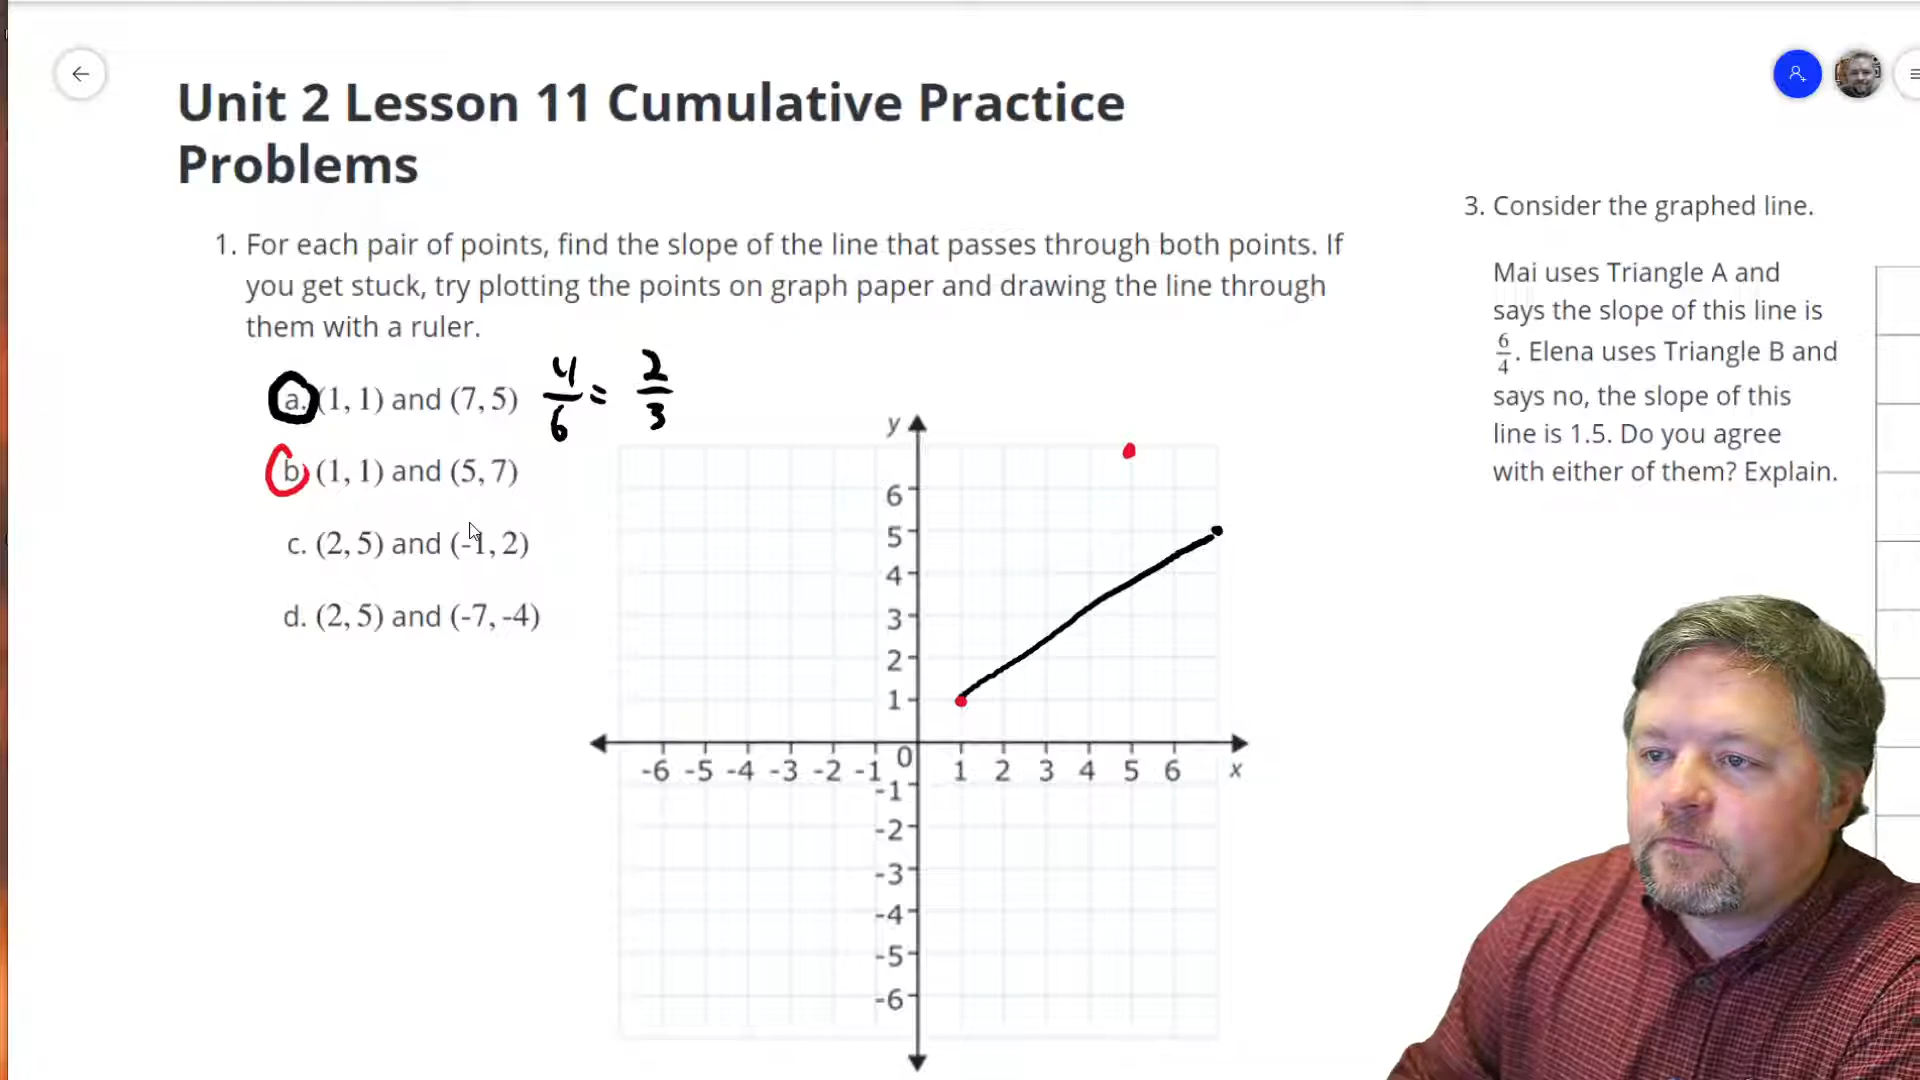 Unit 2 Lesson 11 Cumulative Practice
Problems
1. For each pair of points, find the slope of the line that passes through both points. If
you get stuck, try plotting the points on graph paper and drawing the line through
them with a ruler.
a. (1, 1) and (7, 5) 4/6 = 2/3
b. (1, 1) and (5, 7)
c. (2, 5) and (-1, 2)
d. (2, 5) and (-7, -4)
y
6
5
4
3
2
1
0
-6 -5 -4 -3 -2 -1 1 2 3 4 5 6 x
-1
-2
-3
-4
-5
-6
3. Consider the graphed line.
Mai uses Triangle A and
says the slope of this line is
6/4. Elena uses Triangle B and
says no, the slope of this
line is 1.5. Do you agree
with either of them? Explain.